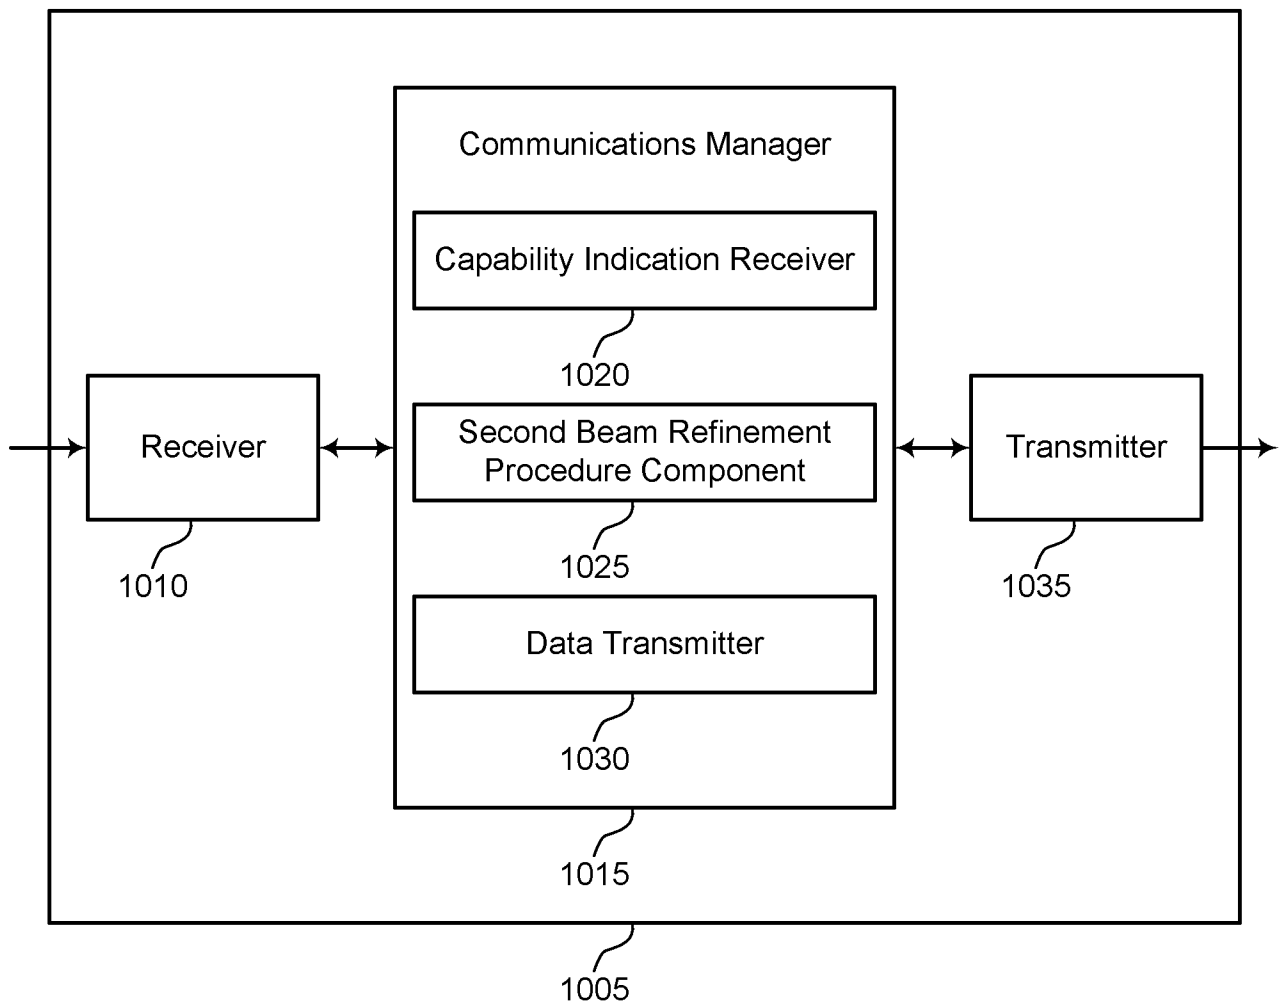 Communications Manager
Capability Indication Receiver
1020
Receiver
1010
Second Beam Refinement
Procedure Component
1025
Transmitter
1035
Data Transmitter
1030
1015
1005